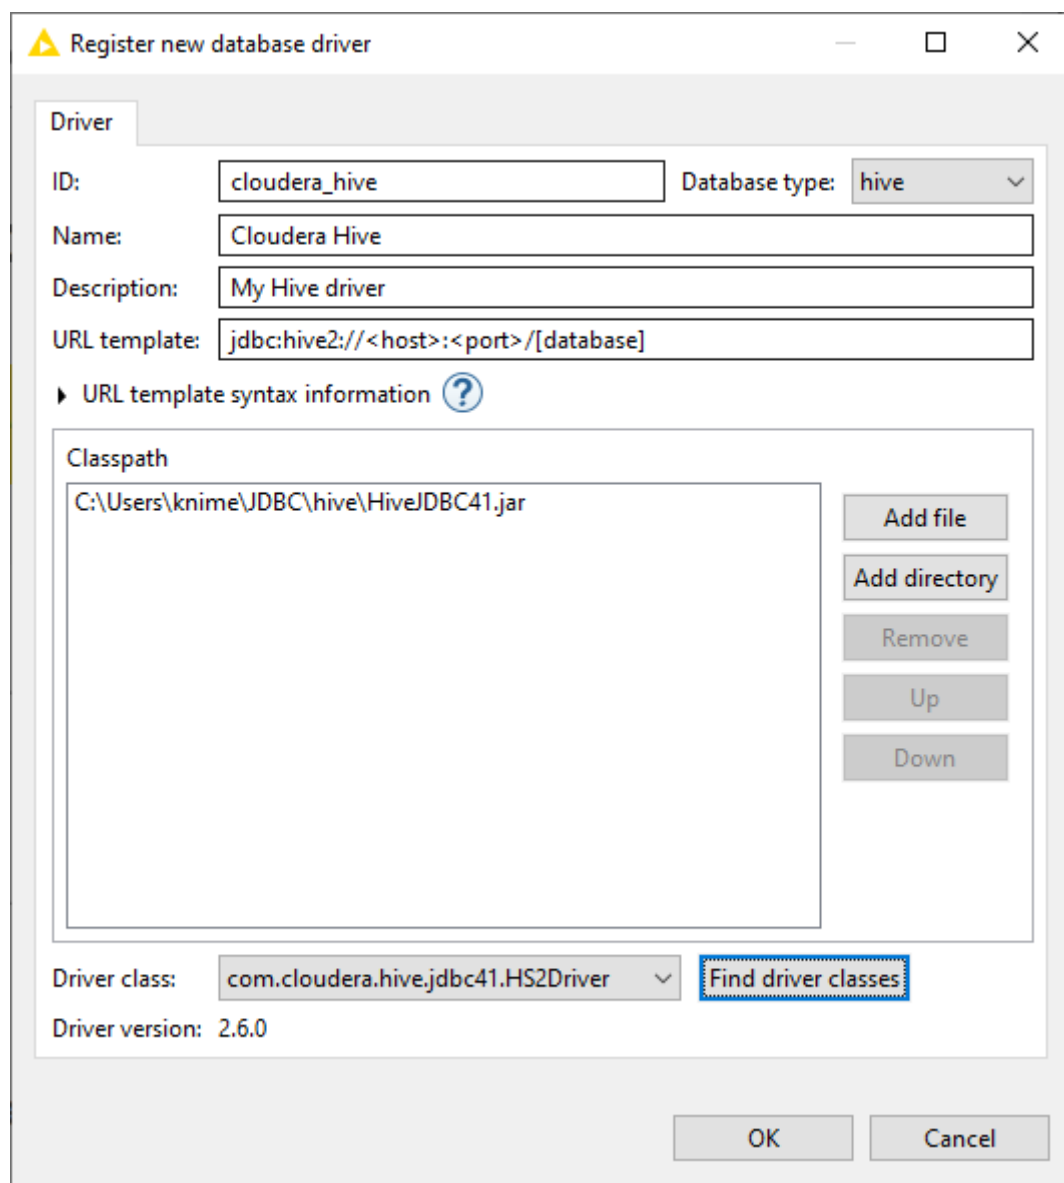 Register new database driver
Driver
ID: cloudera_hive Database type: hive
Name: Cloudera Hive
Description: My Hive driver
URL template: jdbc:hive2://<host>:<port>/[database]
URL template syntax information ?
Classpath
C:\Users\knime\JDBC\hive\HiveJDBC41.jar
Add file
Add directory
Remove
Up
Down
Driver class: com.cloudera.hive.jdbc41.HS2Driver Find driver classes
Driver version: 2.6.0
OK Cancel